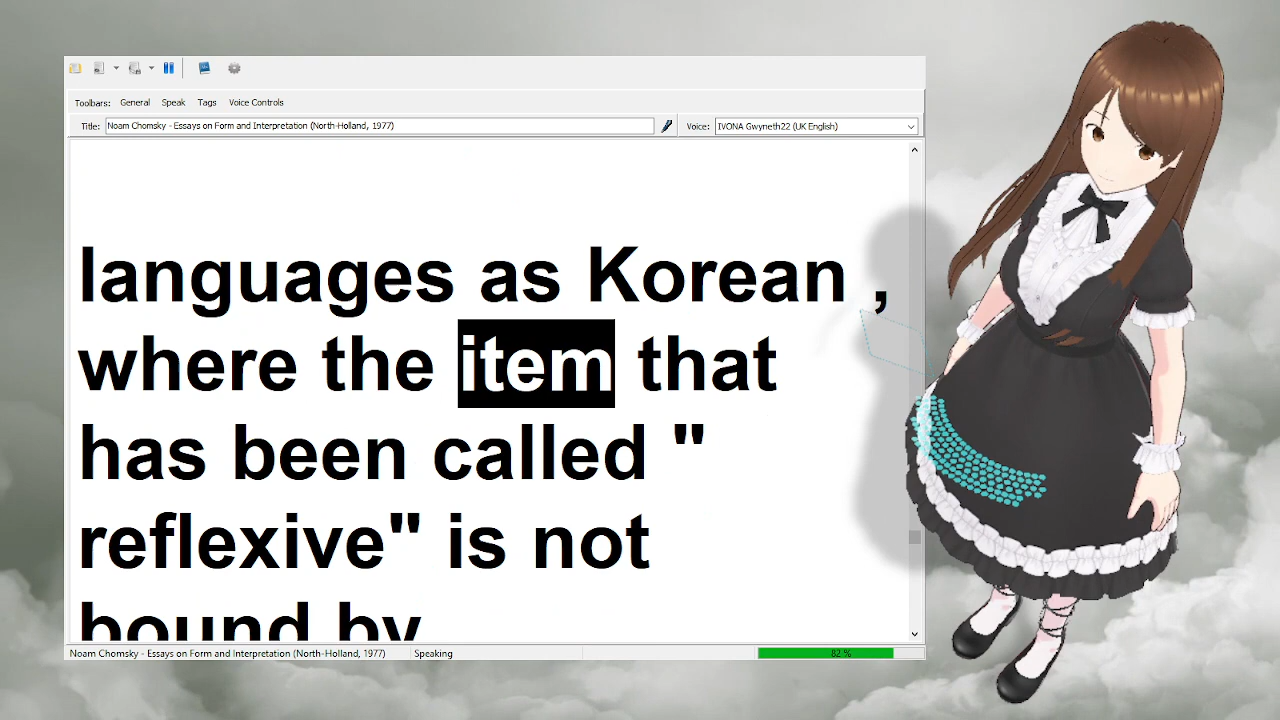 Toolbars: General Speak Tags Voice Controls
Title: Noam Chomsky - Essays on Form and Interpretation (North-Holland, 1977) Voice: IVONA Gwyneth22 (UK English)
languages as Korean ,
where the item that
has been called "
reflexive" is not
bound by
Noam Chomsky - Essays on Form and Interpretation (North-Holland, 1977) Speaking 82 %